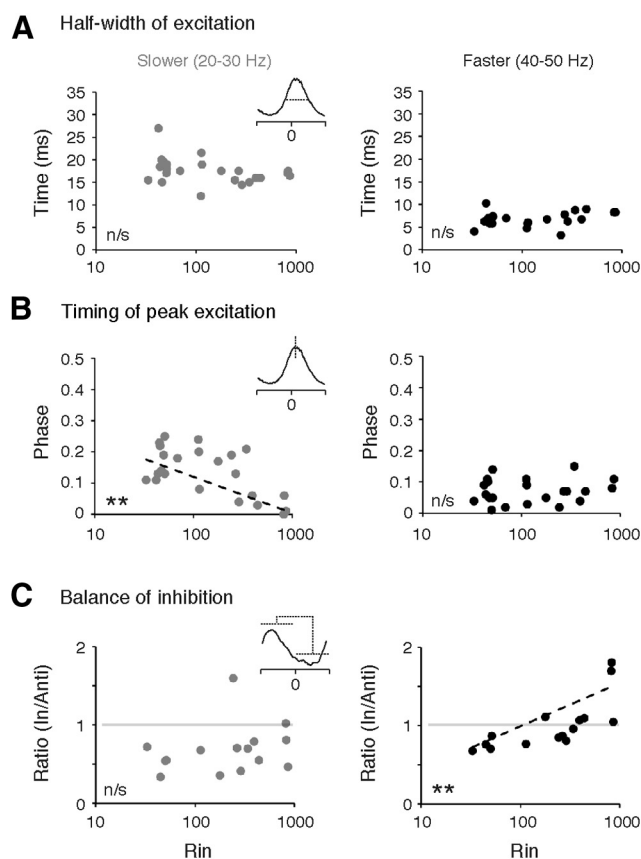 A Half-width of excitation
Slower (20-30 Hz) Faster (40-50 Hz)
Time (ms)
35
30
25
20
15
10
5
0
0
n/s
10 100 1000
Time (ms)
35
30
25
20
15
10
5
0
n/s
10 100 1000
B Timing of peak excitation
Phase
0.5
0.4
0.3
0.2
0.1
0
0
**
10 100 1000
Phase
0.5
0.4
0.3
0.2
0.1
0
n/s
10 100 1000
C Balance of inhibition
Ratio (In/Anti)
2
1
0
0
n/s
10 100 1000
Rin
Ratio (In/Anti)
2
1
0
**
10 100 1000
Rin